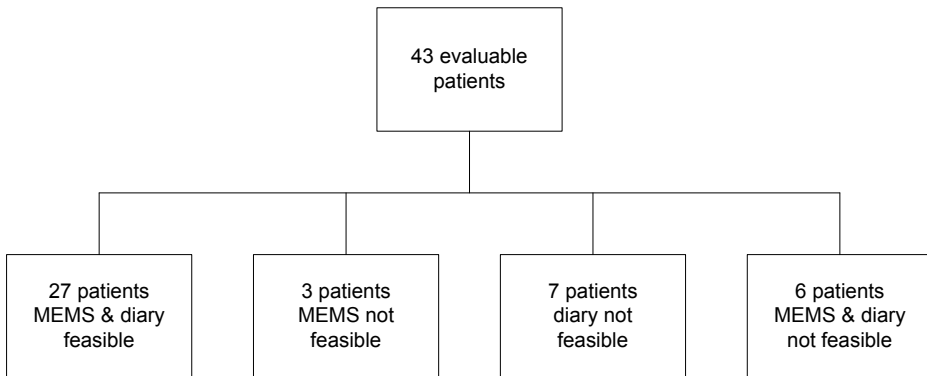 43 evaluable
patients
27 patients
MEMS & diary
feasible
3 patients
MEMS not
feasible
7 patients
diary not
feasible
6 patients
MEMS & diary
not feasible